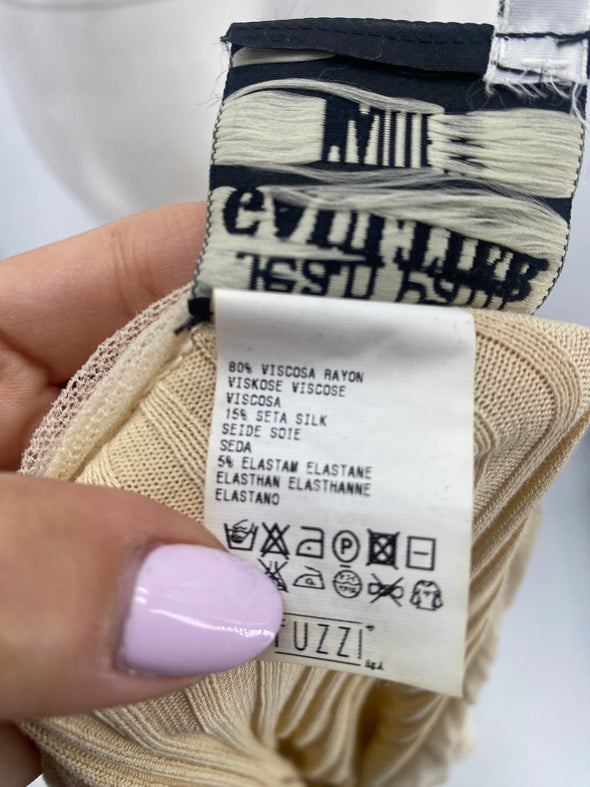 80% VISCOSA RAYON
VISKOSE VISCOSE
VISCOSA
15% SETA SILK
SEIDE SOIE
SEDA
5% ELASTAM ELASTANE
ELASTHAN ELASTHANNE
ELASTANO
P
FUZZI